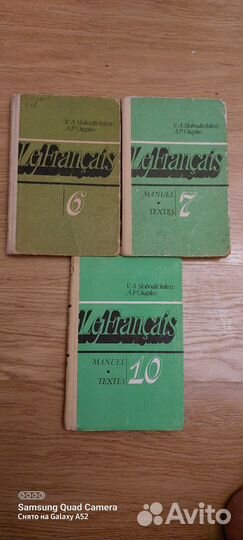 V.A.Slobodtchikov
A.P.Chapko
Le Français
6
V.A.Slobodtchikov
A.P.Chapko
Le Français
MANUEL
•
TEXTES
7
V.A.Slobodtchikov
A.P.Chapko
Le Français
MANUEL
•
TEXTES
10
Samsung Quad Camera
Снято на Galaxy A52
Avito